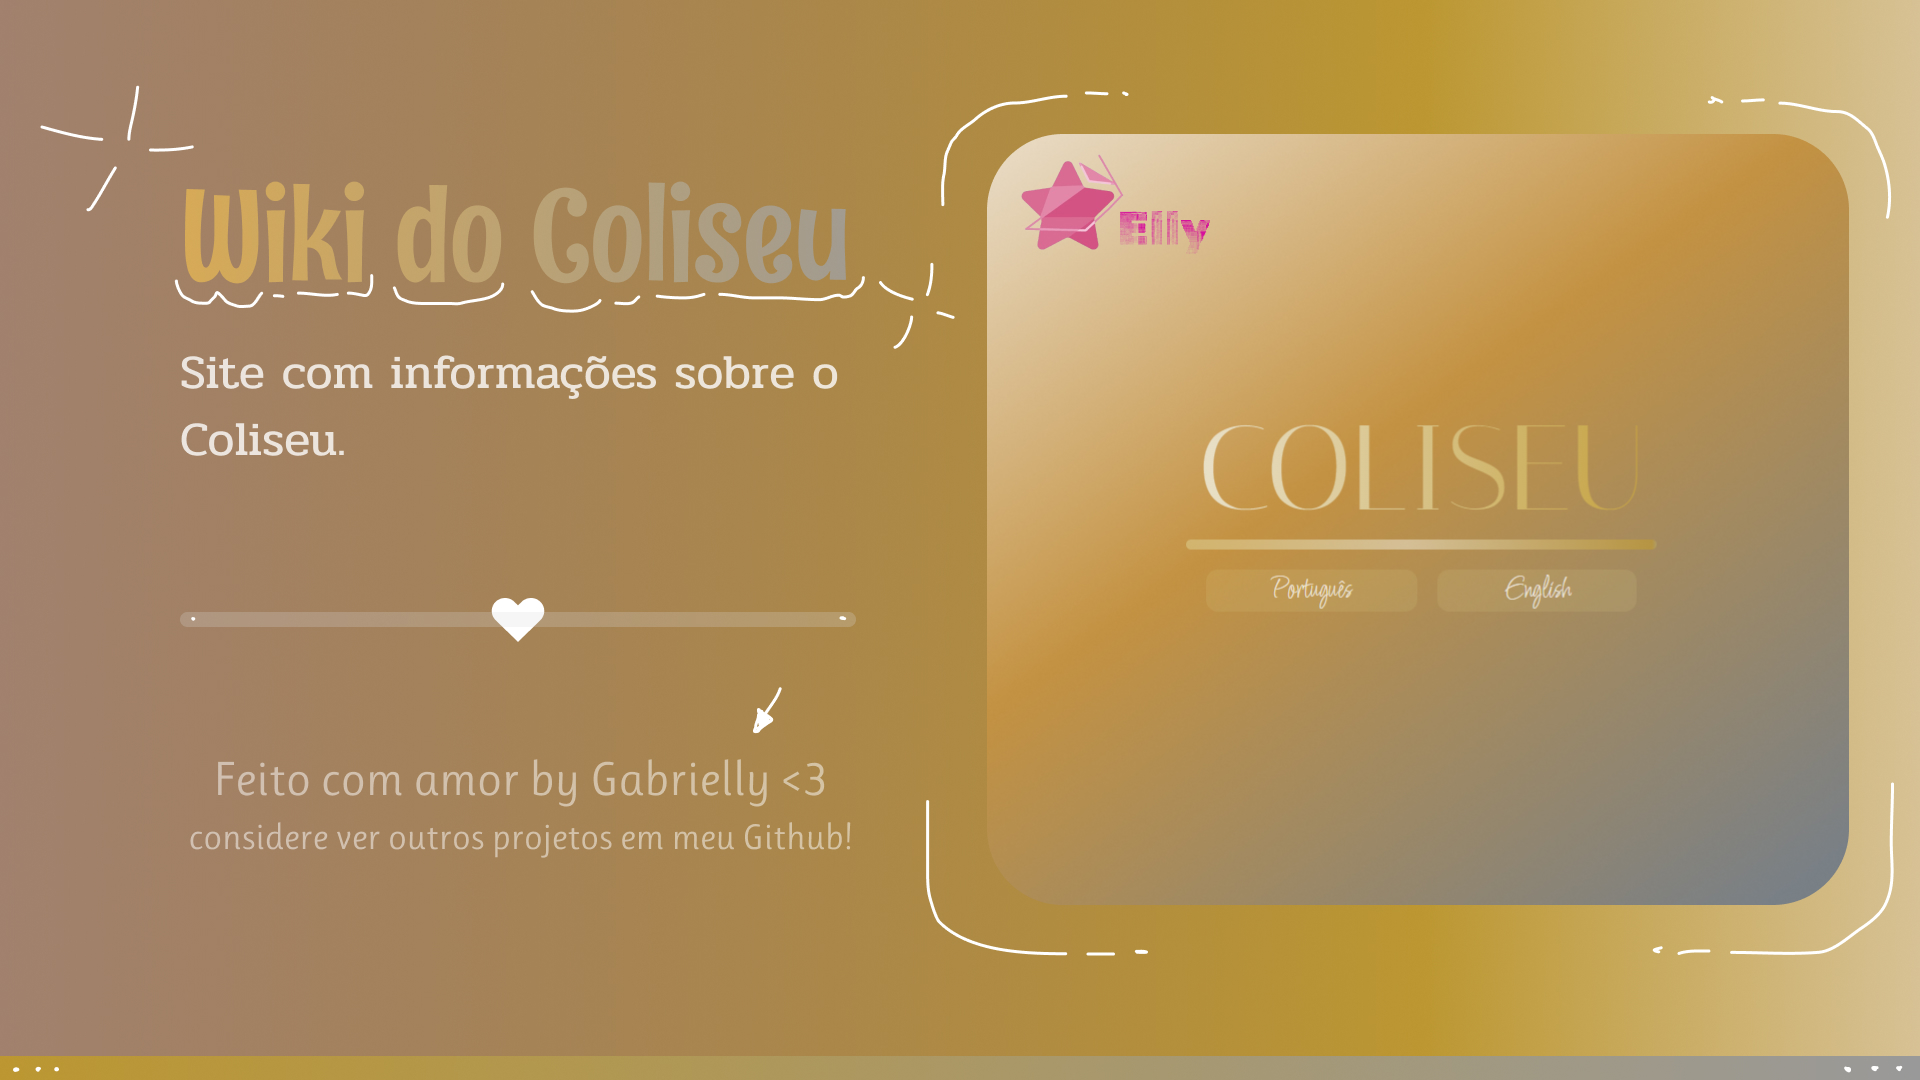 Wiki do Coliseu
Site com informações sobre o
Coliseu.
Feito com amor by Gabrielly <3
considere ver outros projetos em meu Github!
Elly
COLISEU
Português
English